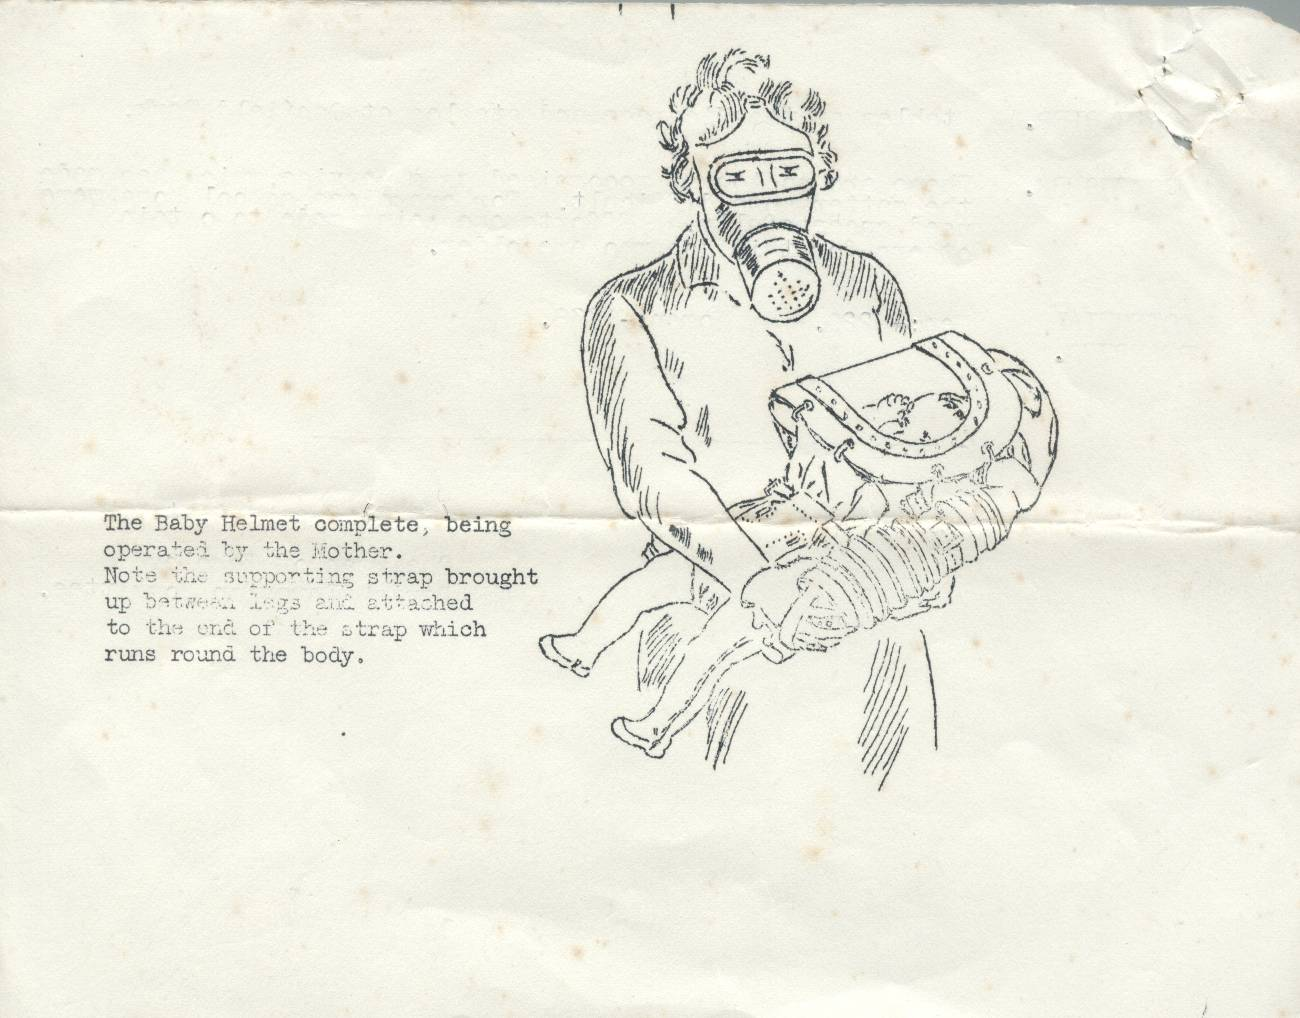 The Baby Helmet complete, being
operated by the Mother.
Note the supporting strap brought
up between legs and attached
to the end of the strap which
runs round the body.